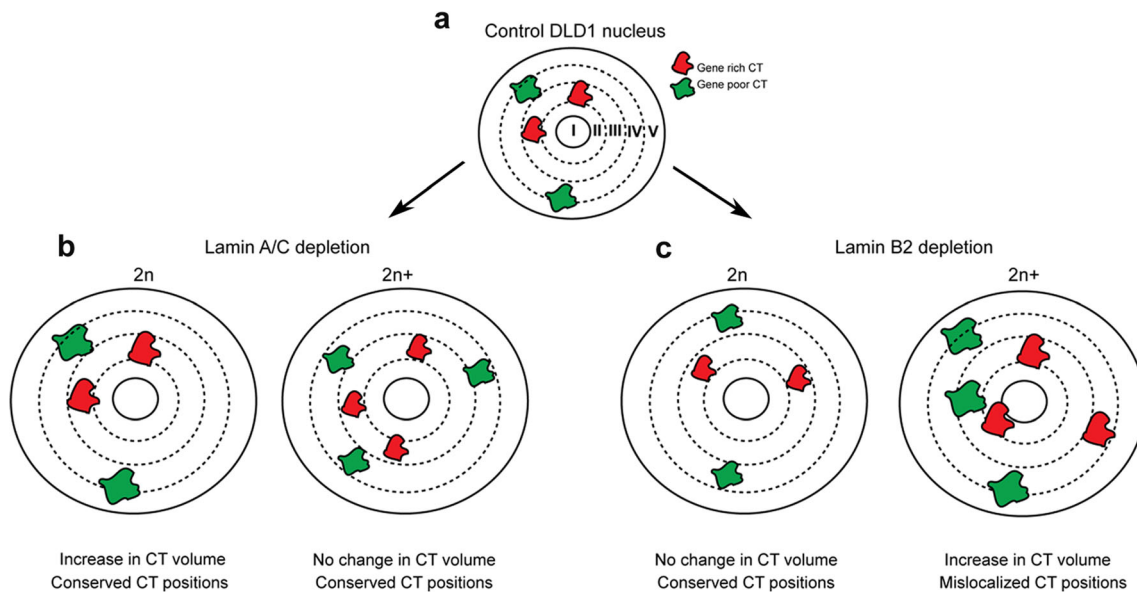 a
Control DLD1 nucleus
Gene rich CT
Gene poor CT
I II III IV V
b
Lamin A/C depletion
2n
2n+
Increase in CT volume
Conserved CT positions
No change in CT volume
Conserved CT positions
c
Lamin B2 depletion
2n
2n+
No change in CT volume
Conserved CT positions
Increase in CT volume
Mislocalized CT positions